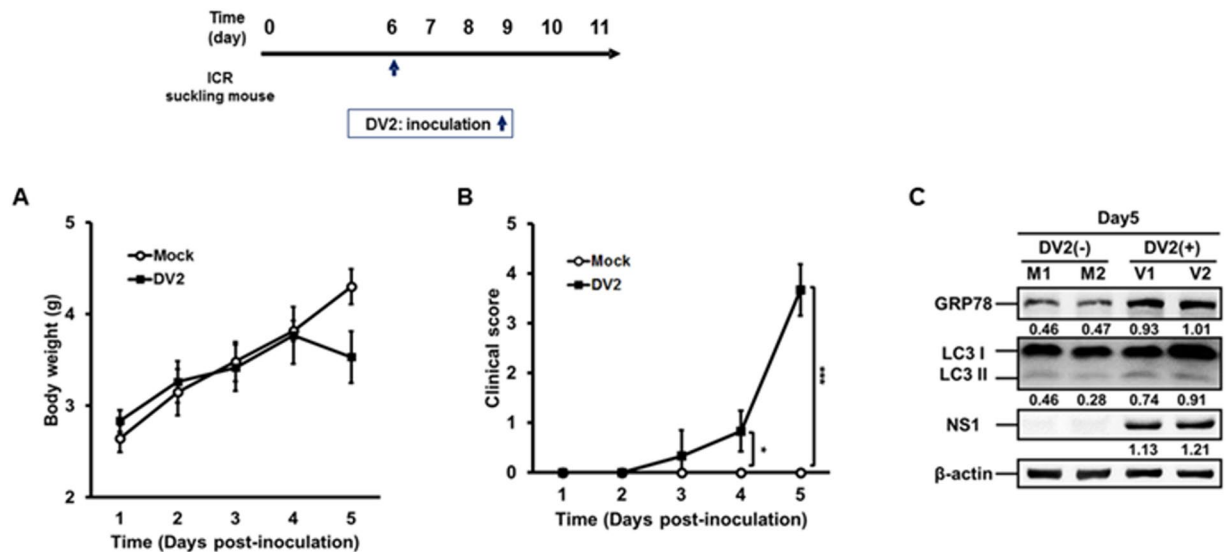 Time
(day)
0 6 7 8 9 10 11
ICR
suckling mouse
DV2: inoculation
A
5
4
3
2
Body weight (g)
Mock
DV2
1 2 3 4 5
Time (Days post-inoculation)
B
5
4
3
2
1
0
Clinical score
Mock
DV2
*
***
1 2 3 4 5
Time (Days post-inoculation)
C
Day5
DV2(-) DV2(+)
M1 M2 V1 V2
GRP78
0.46 0.47 0.93 1.01
LC3 I
LC3 II
0.46 0.28 0.74 0.91
NS1
1.13 1.21
β-actin